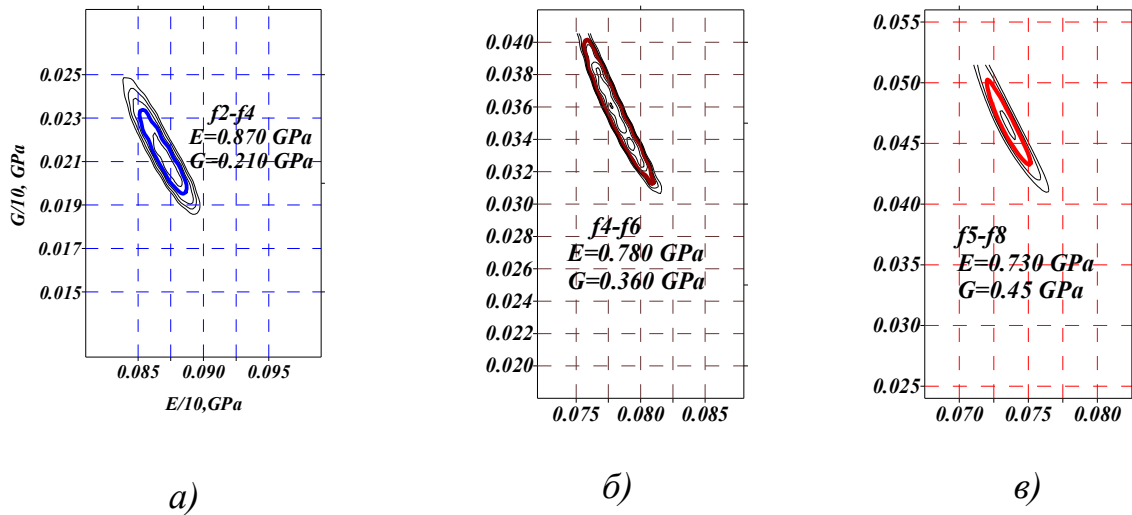 G/10, GPa
0.025
0.023
0.021
0.019
0.017
0.015
f2-f4
E=0.870 GPa
G=0.210 GPa
0.085 0.090 0.095
E/10,GPa
а)
0.040
0.038
0.036
0.034
0.032
0.030
0.028
0.026
0.024
0.022
0.020
f4-f6
E=0.780 GPa
G=0.360 GPa
0.075 0.080 0.085
б)
0.055
0.050
0.045
0.040
0.035
0.030
0.025
f5-f8
E=0.730 GPa
G=0.45 GPa
0.070 0.075 0.080
в)